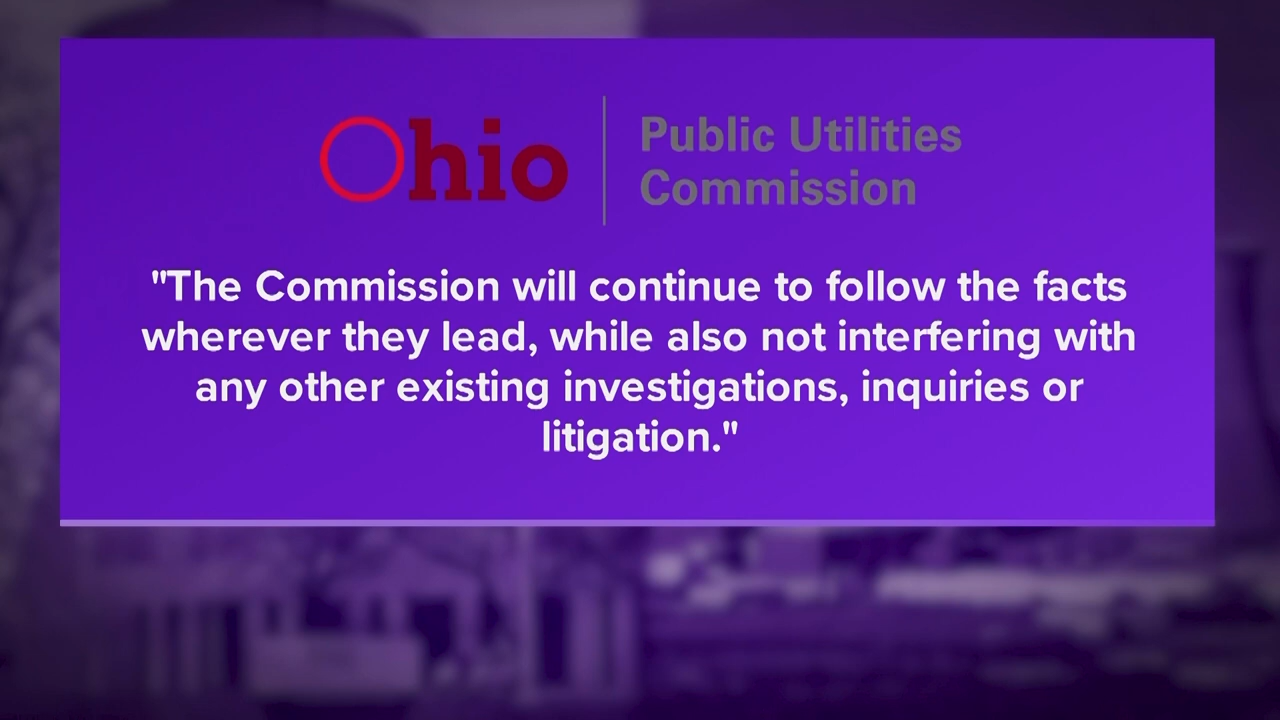 Ohio
Public Utilities
Commission
"The Commission will continue to follow the facts
wherever they lead, while also not interfering with
any other existing investigations, inquiries or
litigation."